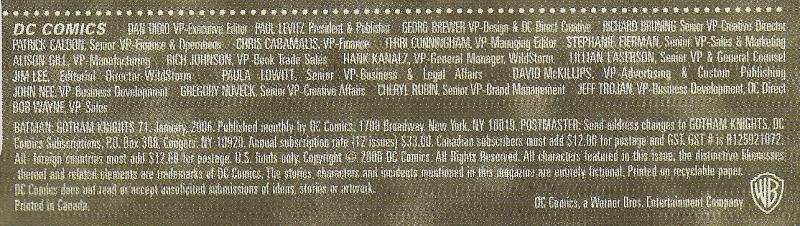 DC COMICS DAN DIDIO VP-Executive Editor PAUL LEVITZ President & Publisher GEORG BREWER VP-Design & DC Direct Creative RICHARD BRUNING Senior VP-Creative Director
PATRICK CALDON, Senior VP-Finance & Operations CHRIS CARAMALIS, VP-Finance TERRI CUNNINGHAM, VP-Managing Editor STEPHANIE FIERMAN, Senior VP-Sales & Marketing
ALISON GILL, VP-Manufacturing RICH JOHNSON, VP-Book Trade Sales HANK KANALZ, VP-General Manager, WildStorm LILLIAN LASERSON, Senior VP & General Counsel
JIM LEE, Editorial Director-WildStorm PAULA LOWITT, Senior VP-Business & Legal Affairs DAVID McKILLIPS, VP-Advertising & Custom Publishing
JOHN NEE, VP-Business Development GREGORY NOVECK, Senior VP-Creative Affairs CHERYL RUBIN, Senior VP-Brand Management JEFF TROJAN, VP-Business Development, DC Direct
BOB WAYNE, VP-Sales
BATMAN: GOTHAM KNIGHTS 71, January, 2006. Published monthly by DC Comics, 1700 Broadway, New York, NY 10019. POSTMASTER: Send address changes to GOTHAM KNIGHTS, DC
Comics Subscriptions, P.O. Box 300, Congers, NY 10920. Annual subscription rate (12 issues) $33.00. Canadian subscribers must add $12.00 for postage and GST. GST # is R125921072.
All foreign countries must add $12.00 for postage. U.S. funds only. Copyright © 2006 DC Comics. All Rights Reserved. All characters featured in this issue, the distinctive likenesses
thereof and related elements are trademarks of DC Comics. The stories, characters and incidents mentioned in this magazine are entirely fictional. Printed on recyclable paper.
DC Comics does not read or accept unsolicited submissions of ideas, stories or artwork.
Printed in Canada. DC Comics, a Warner Bros. Entertainment Company WB